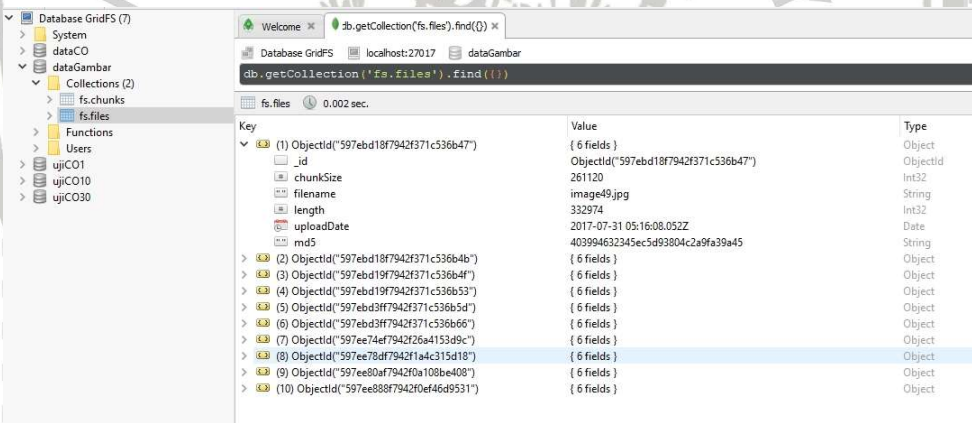 Database GridFS (7)
System
dataCO
dataGambar
Collections (2)
fs.chunks
fs.files
Functions
Users
ujiCO1
ujiCO10
ujiCO30
Welcome
db.getCollection('fs.files').find({})
Database GridFS localhost:27017 dataGambar
db.getCollection('fs.files').find({})
fs.files 0.002 sec.
Key Value Type
(1) ObjectId("597ebd18f7942f371c536b47") { 6 fields } Object
_id ObjectId("597ebd18f7942f371c536b47") ObjectId
chunkSize 261120 Int32
filename image49.jpg String
length 332974 Int32
uploadDate 2017-07-31 05:16:08.052Z Date
md5 403994632345ec5d93804c2a9fa39a45 String
(2) ObjectId("597ebd18f7942f371c536b4b") { 6 fields } Object
(3) ObjectId("597ebd19f7942f371c536b4f") { 6 fields } Object
(4) ObjectId("597ebd19f7942f371c536b53") { 6 fields } Object
(5) ObjectId("597ebd3ff7942f371c536b5d") { 6 fields } Object
(6) ObjectId("597ebd3ff7942f371c536b66") { 6 fields } Object
(7) ObjectId("597ee74ef7942f26a4153d9c") { 6 fields } Object
(8) ObjectId("597ee78df7942f1a4c315d18") { 6 fields } Object
(9) ObjectId("597ee80af7942f0a108be408") { 6 fields } Object
(10) ObjectId("597ee888f7942f0ef46d9531") { 6 fields } Object